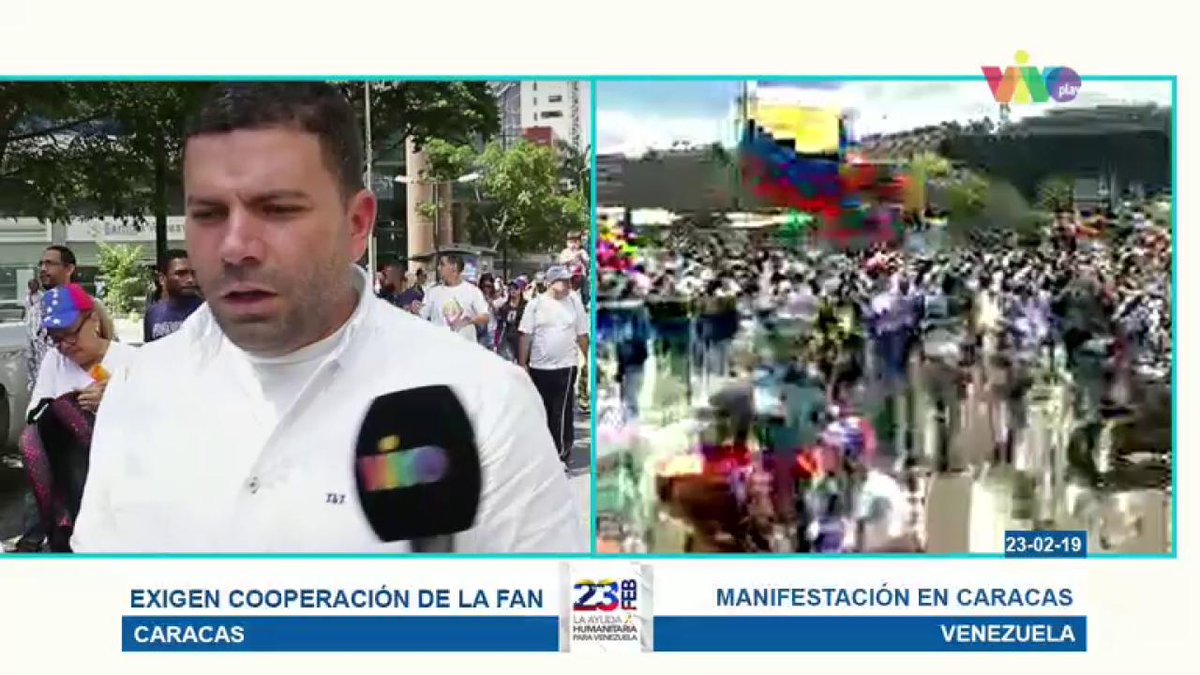 VIVO
play
VIVO
T&T
23-02-19
EXIGEN COOPERACIÓN DE LA FAN
CARACAS
23
FEB
LA AYUDA
HUMANITARIA
PARA VENEZUELA
MANIFESTACIÓN EN CARACAS
VENEZUELA